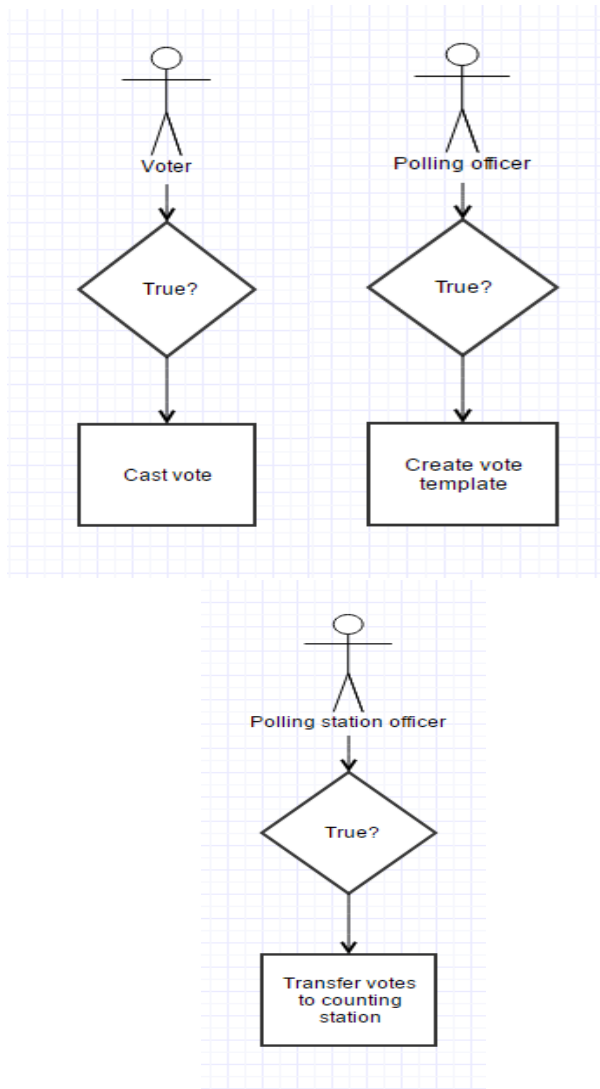 Voter
True?
Cast vote
Polling officer
True?
Create vote
template
Polling station officer
True?
Transfer votes
to counting
station